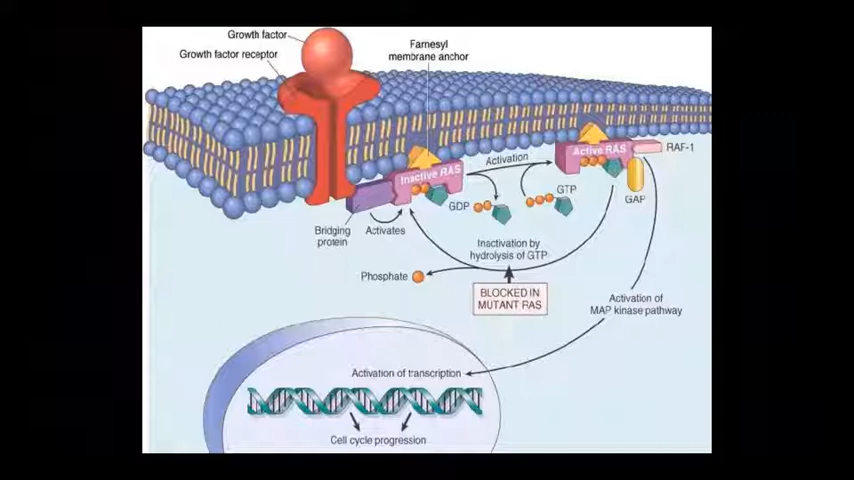 Growth factor
Growth factor receptor
Farnesyl
membrane anchor
Inactive RAS
Activation
Active RAS
RAF-1
GDP
GTP
GAP
Bridging
protein
Activates
Inactivation by
hydrolysis of GTP
Phosphate
BLOCKED IN
MUTANT RAS
Activation of
MAP kinase pathway
Activation of transcription
Cell cycle progression